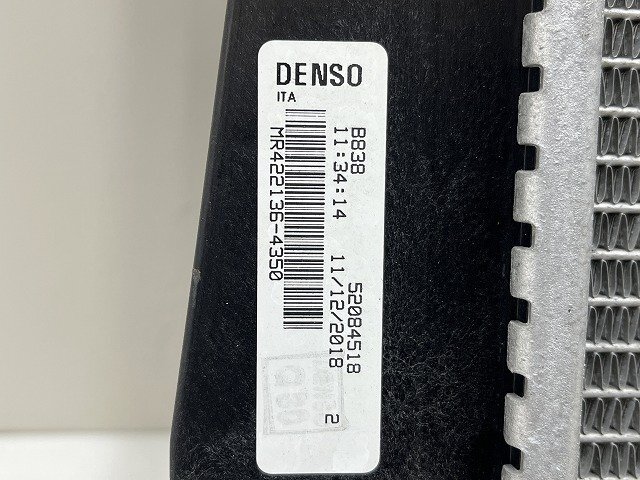 DENSO
ITA
B838
11:34:14 11/12/2018 2
52084518
MR422136-4350